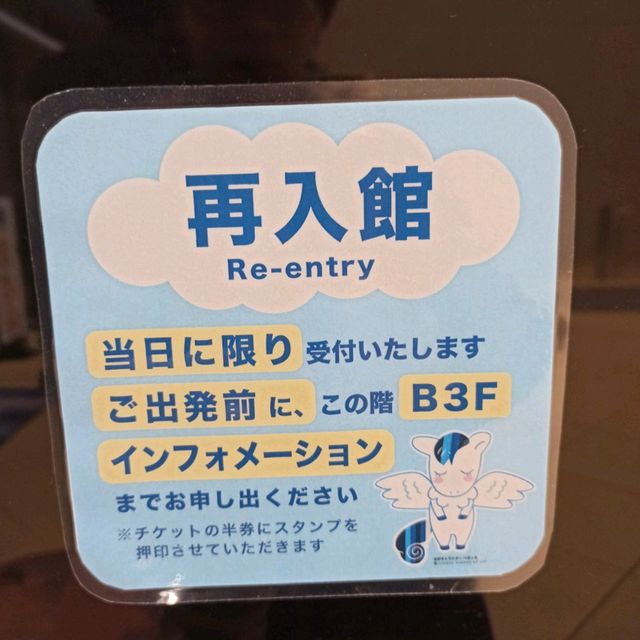 再入館
Re-entry
当日に限り 受付いたします
ご出発前に、この階 B3F
インフォメーション
までお申し出ください
※チケットの半券にスタンプを
押印させていただきます